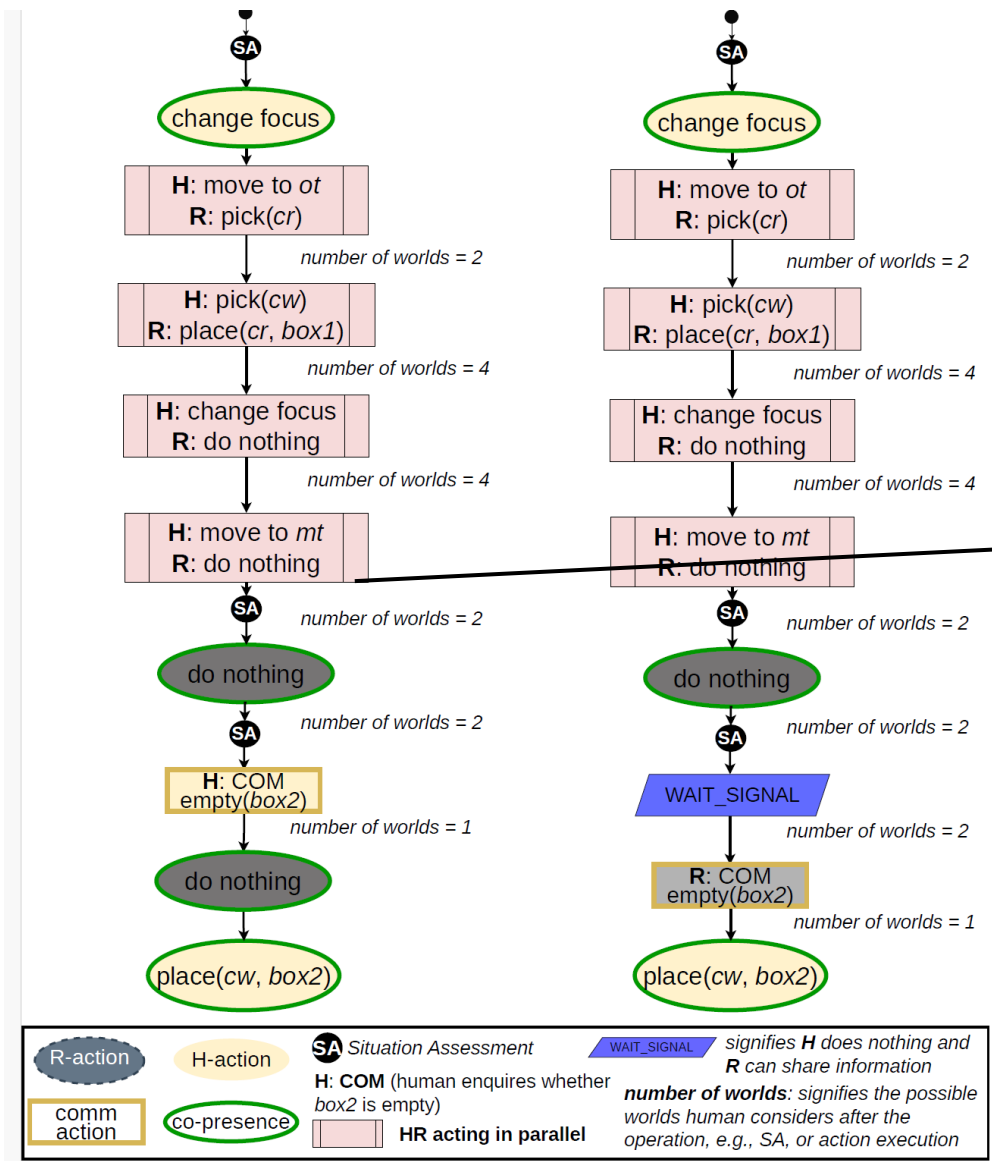 SA
change focus
H: move to ot
R: pick(cr)
number of worlds = 2
H: pick(cw)
R: place(cr, box1)
number of worlds = 4
H: change focus
R: do nothing
number of worlds = 4
H: move to mt
R: do nothing
SA
number of worlds = 2
do nothing
number of worlds = 2
SA
H: COM
empty(box2)
number of worlds = 1
do nothing
place(cw, box2)
SA
change focus
H: move to ot
R: pick(cr)
number of worlds = 2
H: pick(cw)
R: place(cr, box1)
number of worlds = 4
H: change focus
R: do nothing
number of worlds = 4
H: move to mt
R: do nothing
SA
number of worlds = 2
do nothing
number of worlds = 2
SA
WAIT_SIGNAL
number of worlds = 2
R: COM
empty(box2)
number of worlds = 1
place(cw, box2)
R-action
H-action
comm
action
co-presence
SA Situation Assessment
H: COM (human enquires whether
box2 is empty)
HR acting in parallel
WAIT_SIGNAL
signifies H does nothing and
R can share information
number of worlds: signifies the possible
worlds human considers after the
operation, e.g., SA, or action execution